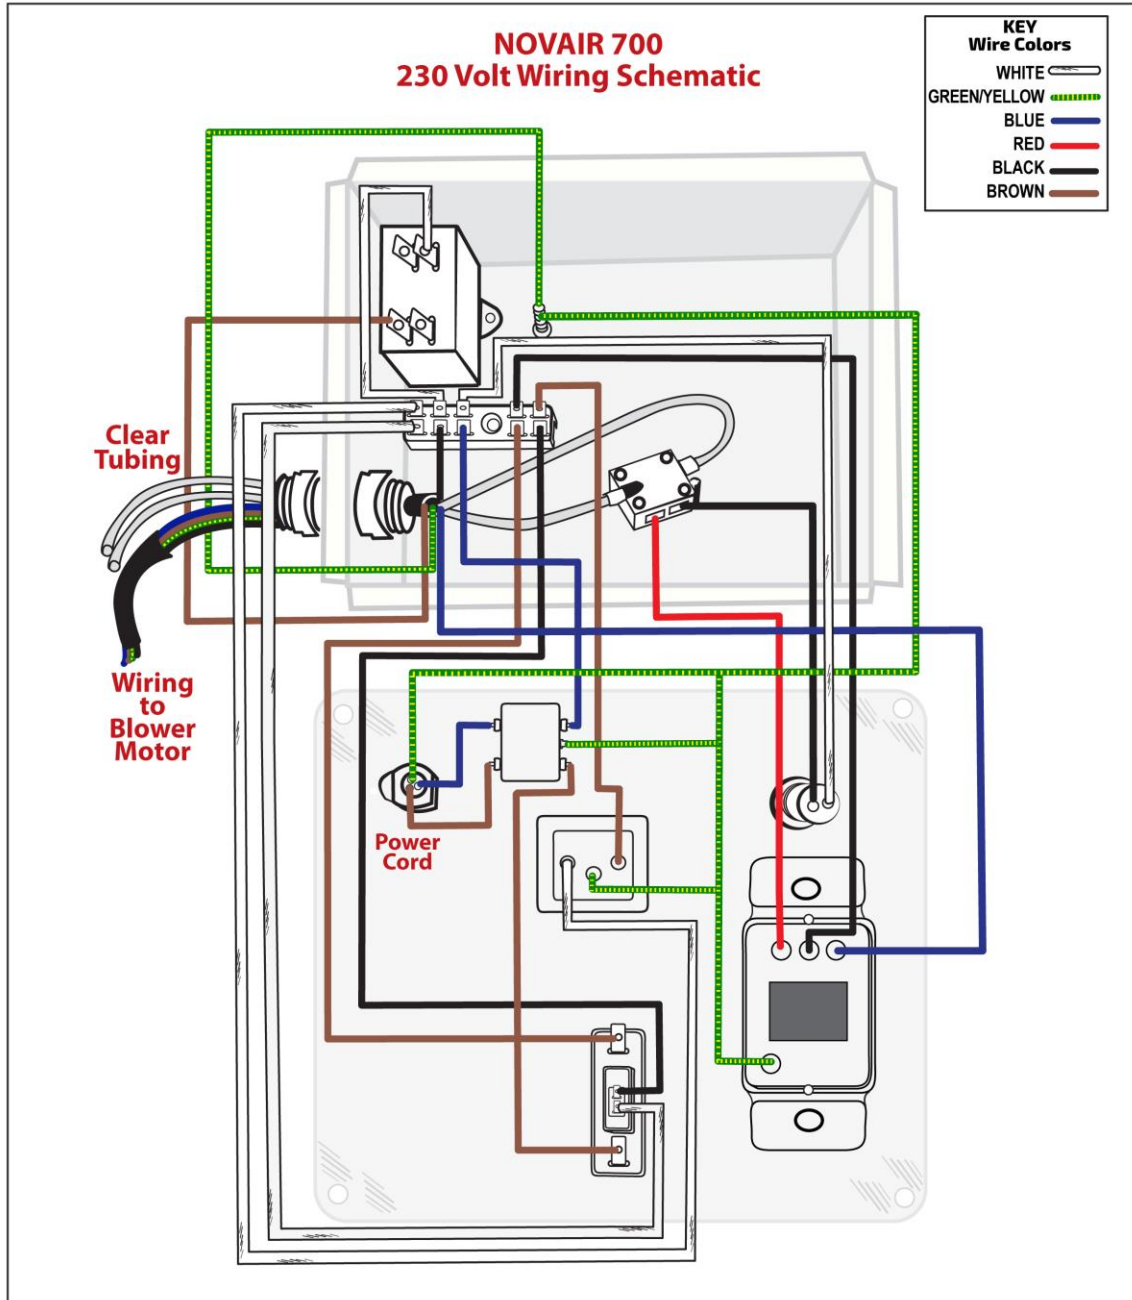 NOVAIR 700
230 Volt Wiring Schematic
KEY
Wire Colors
WHITE
GREEN/YELLOW
BLUE
RED
BLACK
BROWN
Clear
Tubing
Wiring
to
Blower
Motor
Power
Cord